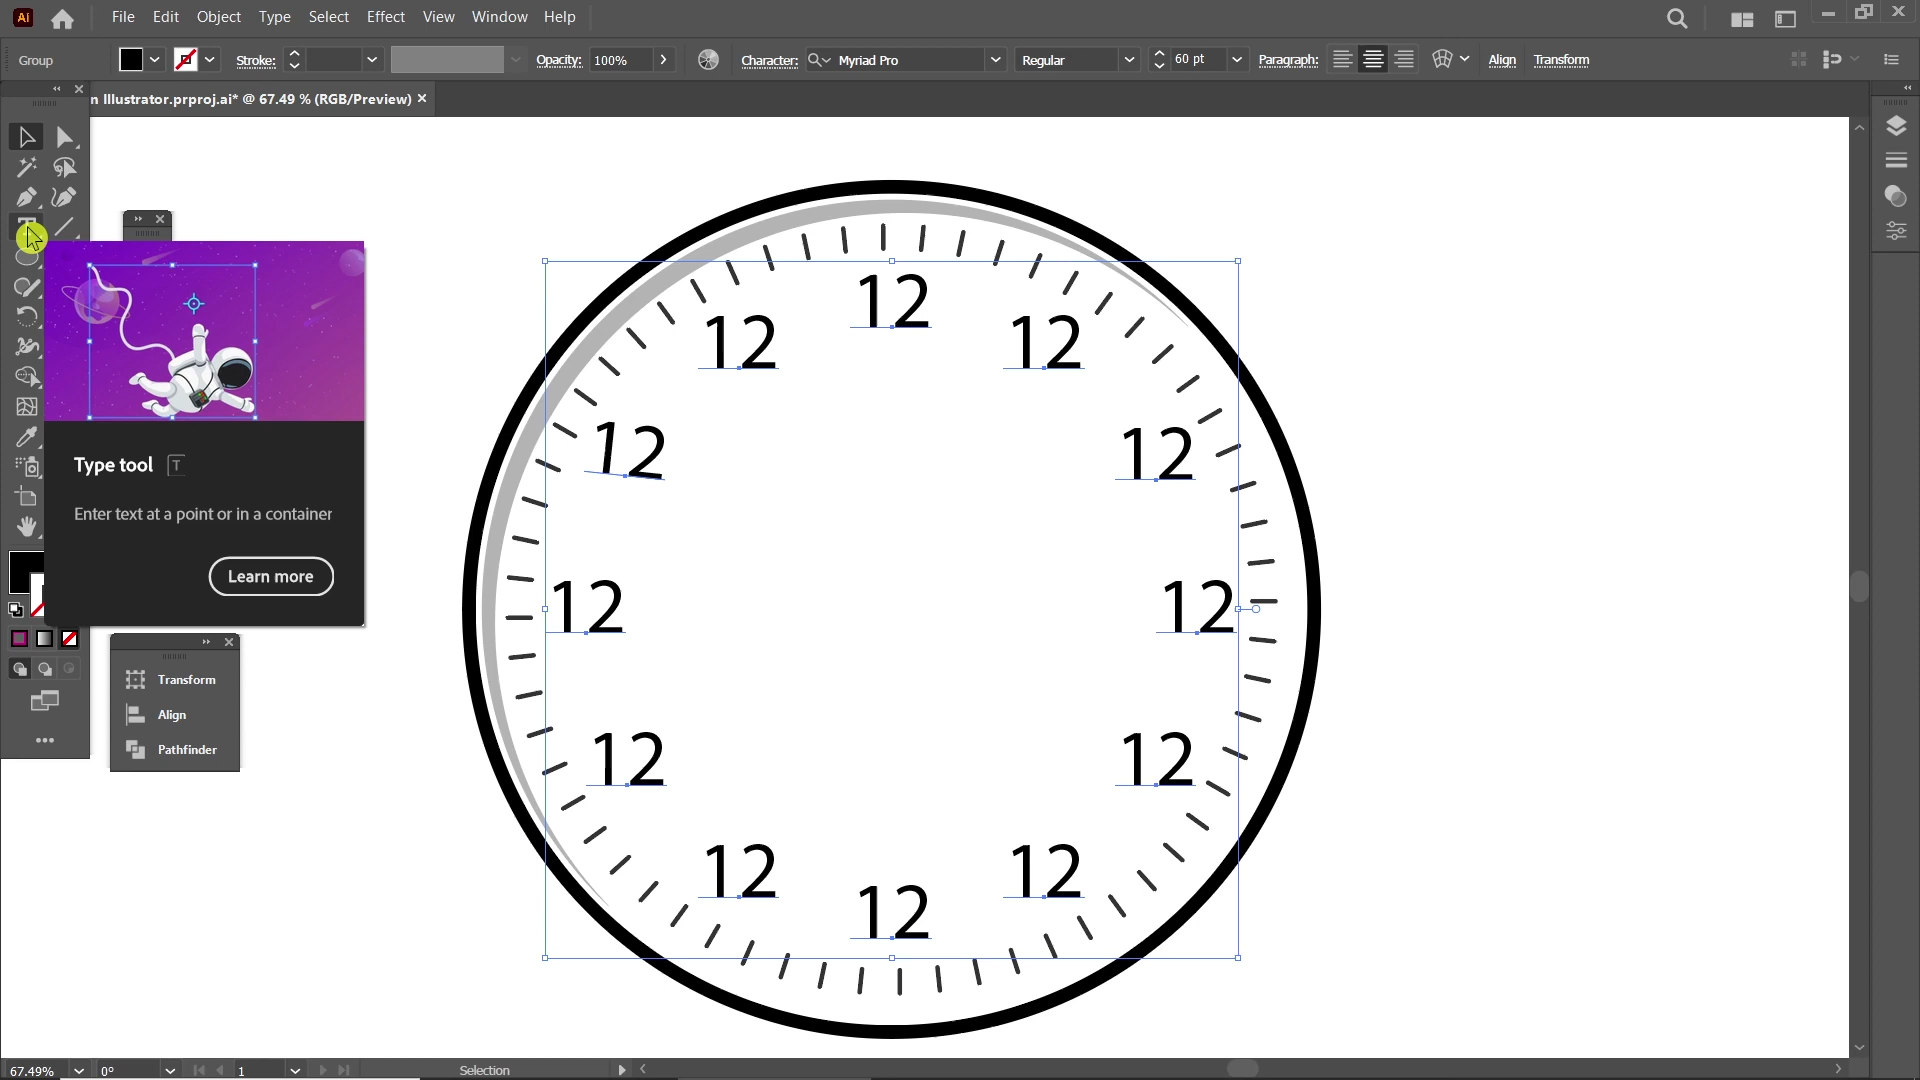 Ai File Edit Object Type Select Effect View Window Help
Group Stroke: Opacity: 100% Character: Myriad Pro Regular 60 pt Paragraph: Align Transform
n Illustrator.prproj.ai* @ 67.49 % (RGB/Preview)
Type tool T
Enter text at a point or in a container
Learn more
Transform
Align
Pathfinder
12
12
12
12
12
12
12
12
12
12
12
12
67.49% 0° 1 Selection